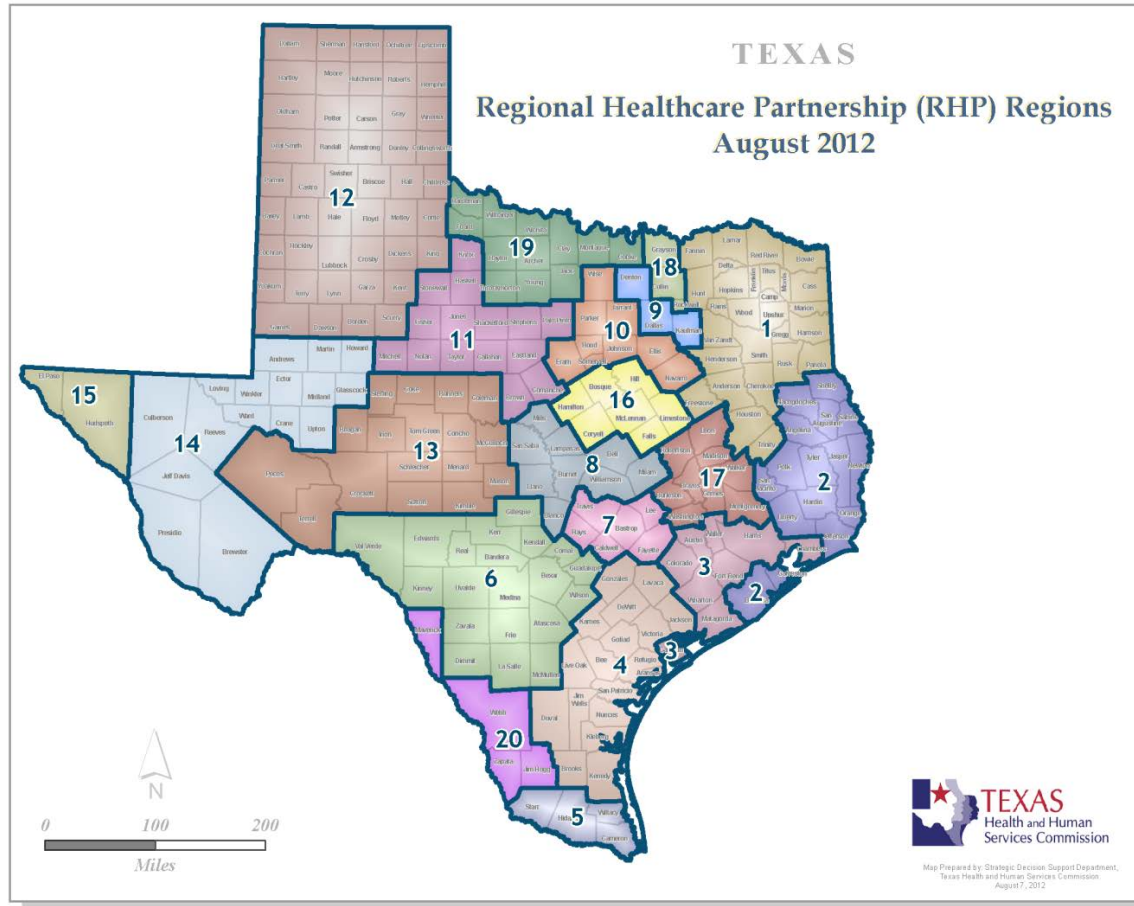 TEXAS
Regional Healthcare Partnership (RHP) Regions
August 2012
Dallam Sherman Hansford Ochiltree Lipscomb
Hartley Moore Hutchinson Roberts Hemphill
Oldham Potter Carson Gray Wheeler
Deaf Smith Randall Armstrong Donley Collingsworth
Parmer Castro Swisher Briscoe Hall Childress
12
Lamb Hale Floyd Motley Cottle
Hockley Lubbock Crosby Dickens King
Terry Lynn Garza Kent
Gaines Dawson Borden Scurry
Hardeman Wilbarger
Foard
19
Clay Montague
Archer Jack
Young
Knox
Haskell
Stonewall
Fisher Jones Shackelford Stephens Palo Pinto
11
Mitchell Nolan Taylor Callahan Eastland
Comanche
Brown
Grayson
18
Collin
Denton
9
Dallas
Kaufman
Rockwall
Wise
Parker Tarrant
10
Hood Johnson Ellis
Erath Somervell Navarro
Fannin Lamar Red River Bowie
Delta Hopkins Franklin Titus Morris Cass
Hunt Rains Wood Camp Upshur Marion
1
Gregg Harrison
Van Zandt Smith Rusk Panola
Henderson Anderson Cherokee
Freestone Houston Trinity
Bosque Hill
16
Hamilton McLennan Limestone
Coryell Falls
Andrews Martin Howard
Ector Midland Glasscock
Loving Winkler
Ward Crane Upton
El Paso
15
Hudspeth
Culberson Reeves
14
Jeff Davis
Presidio
Brewster
Sterling Coke Runnels Coleman
Reagan Irion Tom Green Concho McCulloch
13
Schleicher Menard Mason
Pecos Crockett Sutton Kimble
Terrell
Mills
San Saba Lampasas Bell
8
Burnet Williamson Milam
Llano
Blanco
Leon
Madison
17
Walker
Grimes
Burleson
Washington
Montgomery
Shelby
Nacogdoches
San Augustine
Sabine
Angelina
Polk Tyler Jasper Newton
2
Hardin
San Jacinto
Liberty Orange
Jefferson
Travis Lee
7
Hays Bastrop
Caldwell Fayette
Gillespie
Val Verde Edwards Kerr Kendall
Real Bandera Comal
Guadalupe
6
Bexar
Kinney Uvalde Medina Wilson
Zavala Frio Atascosa
Dimmit La Salle McMullen
Maverick
Austin Waller Harris Chambers
Colorado
3
Fort Bend
Wharton
2
Matagorda
Gonzales Lavaca
DeWitt
Karnes Jackson
Goliad Victoria
3
Live Oak Bee
4
Refugio
Aransas
San Patricio
Jim Wells
Duval Nueces
Kleberg
Brooks Kenedy
Webb
20
Zapata Jim Hogg
Starr
5
Willacy
Cameron
N
0 100 200
Miles
TEXAS
Health and Human
Services Commission
Map Prepared by: Strategic Decision Support Department,
Texas Health and Human Services Commission
August 7, 2012